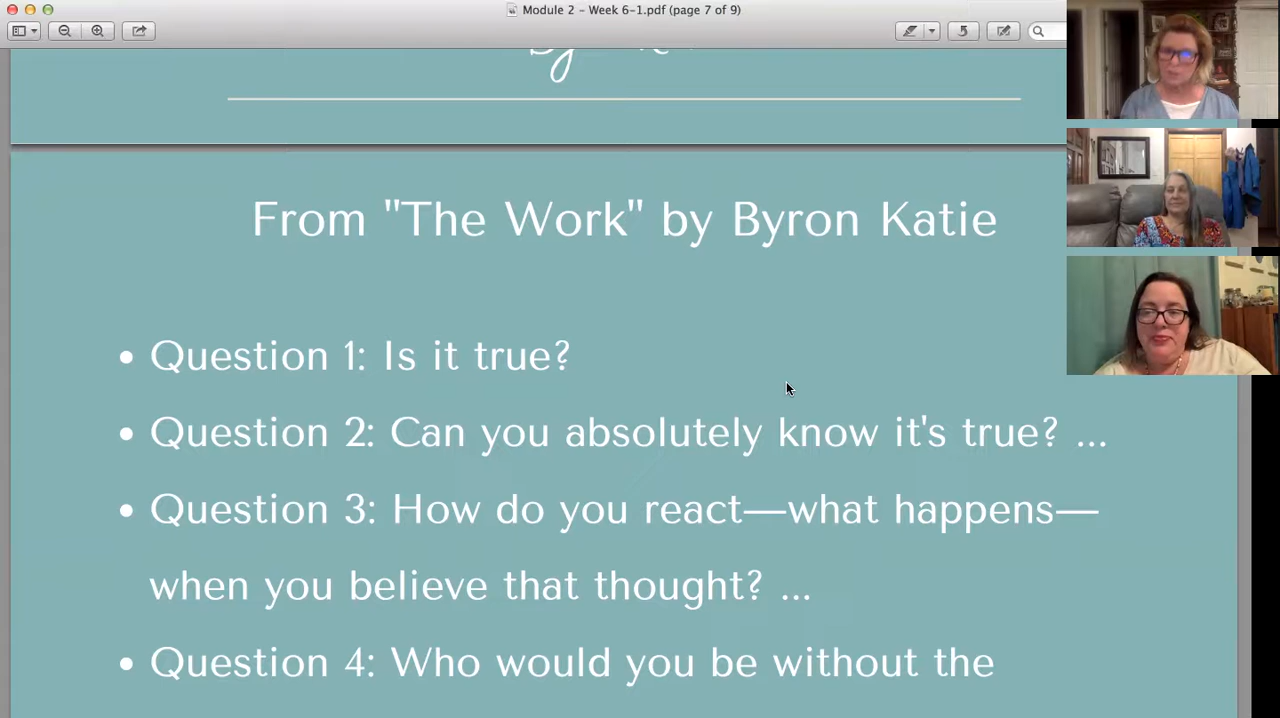 Module 2 - Week 6-1.pdf (page 7 of 9)
From "The Work" by Byron Katie
• Question 1: Is it true?
• Question 2: Can you absolutely know it's true? ...
• Question 3: How do you react—what happens—
when you believe that thought? ...
• Question 4: Who would you be without the